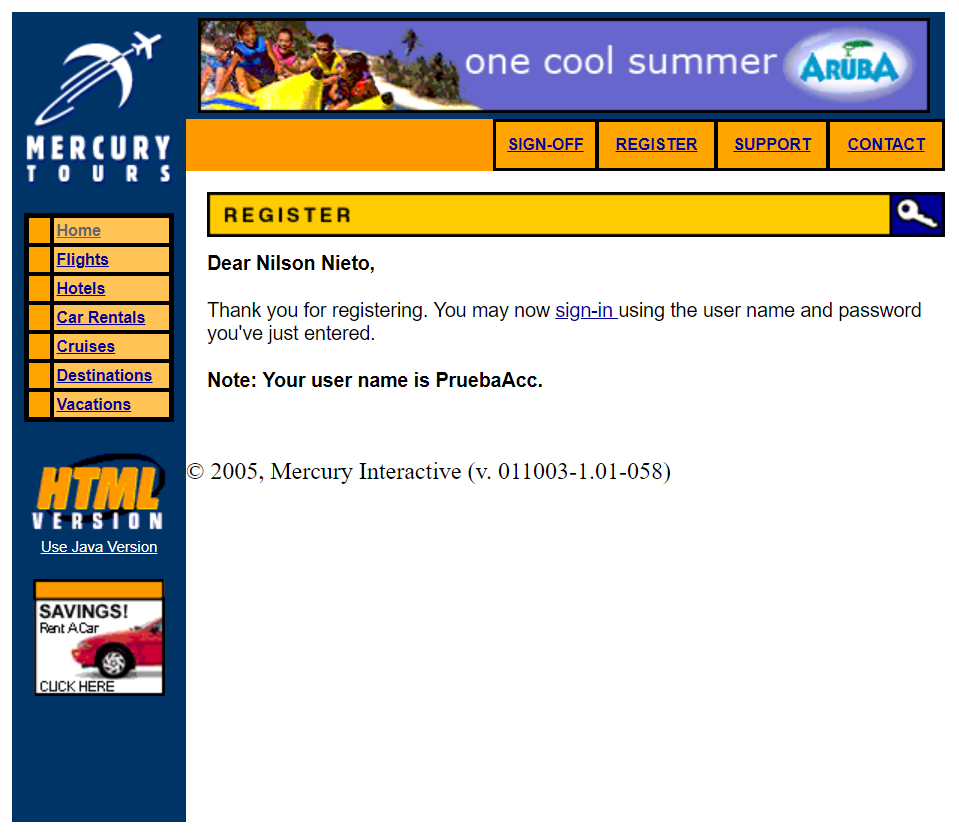 MERCURY
TOURS
one cool summer
ARUBA
SIGN-OFF
REGISTER
SUPPORT
CONTACT
Home
Flights
Hotels
Car Rentals
Cruises
Destinations
Vacations
HTML
VERSION
Use Java Version
SAVINGS!
Rent A Car
CLICK HERE
REGISTER
Dear Nilson Nieto,
Thank you for registering. You may now sign-in using the user name and password
you've just entered.
Note: Your user name is PruebaAcc.
© 2005, Mercury Interactive (v. 011003-1.01-058)